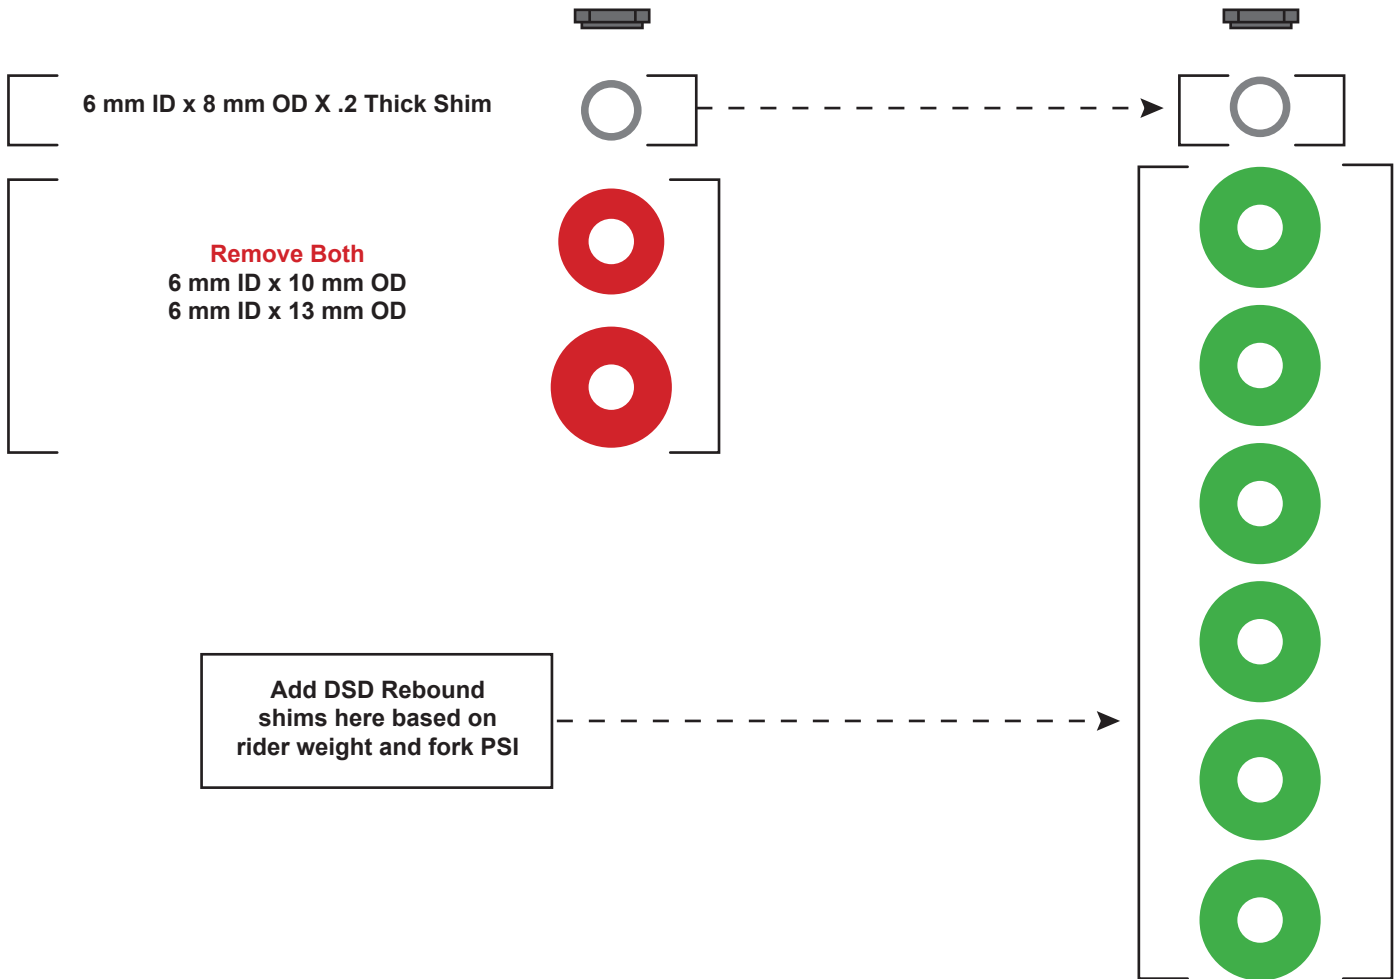 6 mm ID x 8 mm OD X .2 Thick Shim
Remove Both
6 mm ID x 10 mm OD
6 mm ID x 13 mm OD
Add DSD Rebound
shims here based on
rider weight and fork PSI